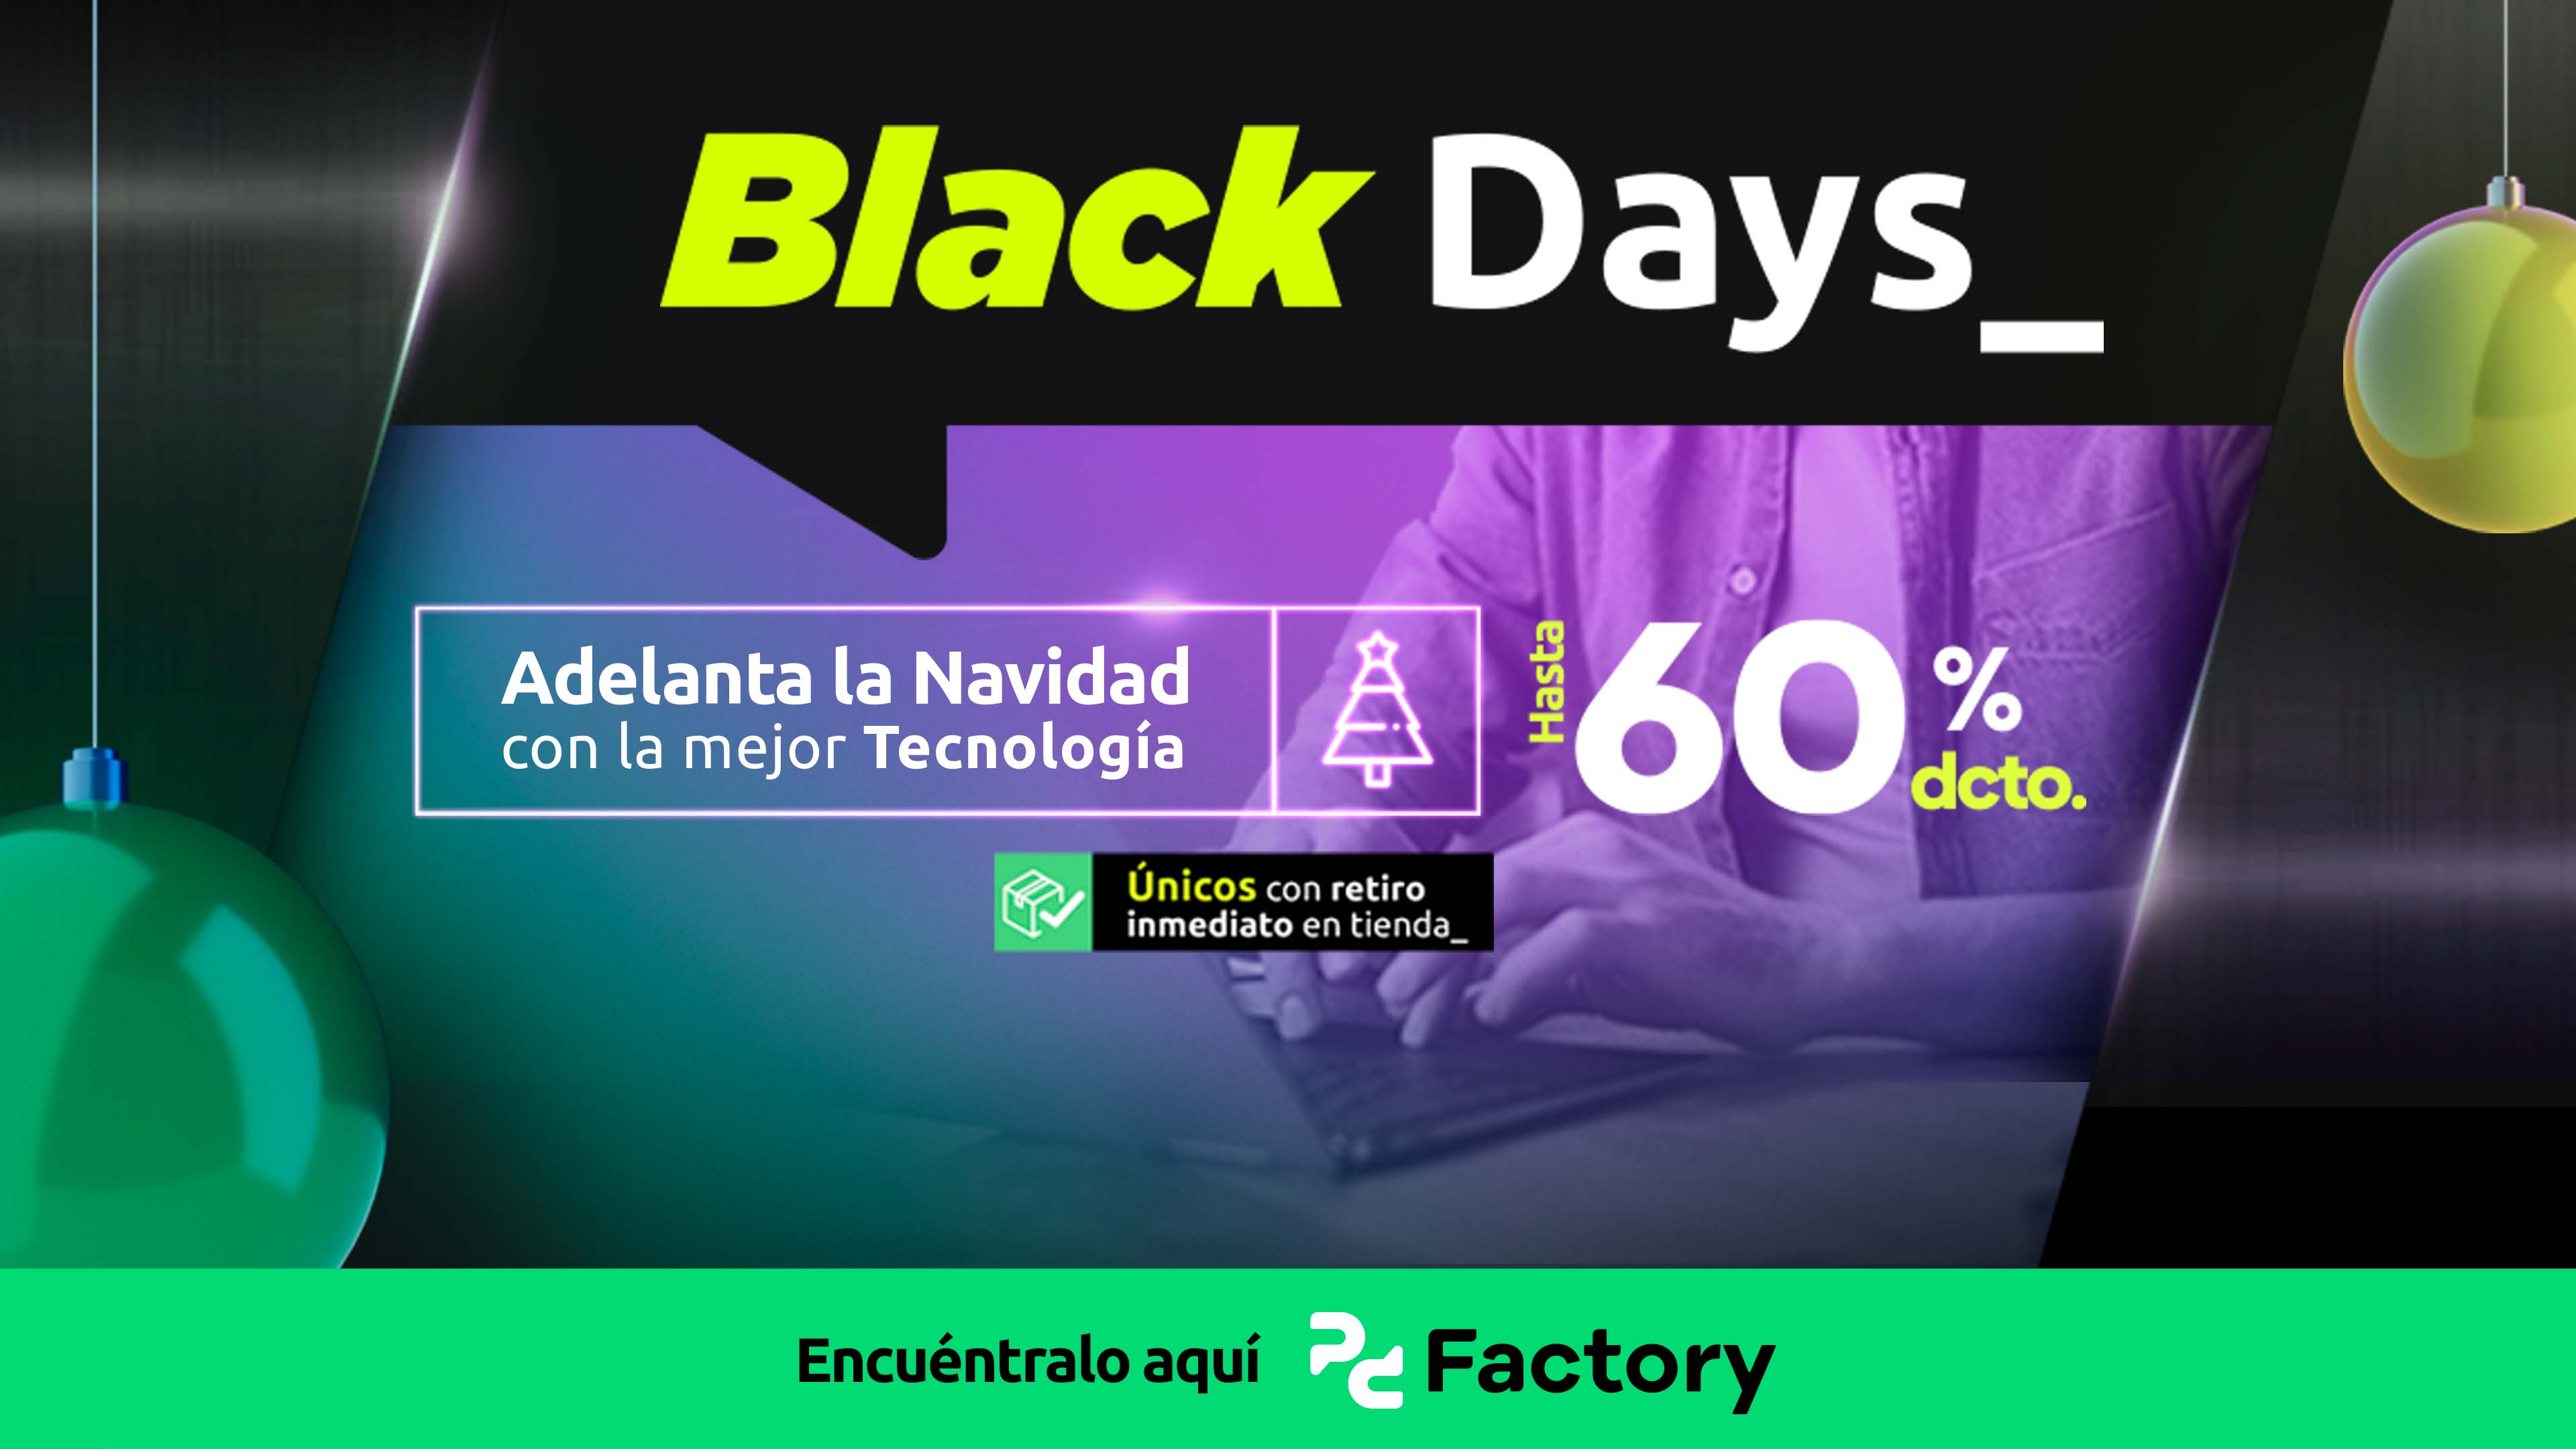 Black Days_
Adelanta la Navidad
con la mejor Tecnología
Hasta
60%
dcto.
Únicos con retiro
inmediato en tienda_
Encuéntralo aquí Pc Factory